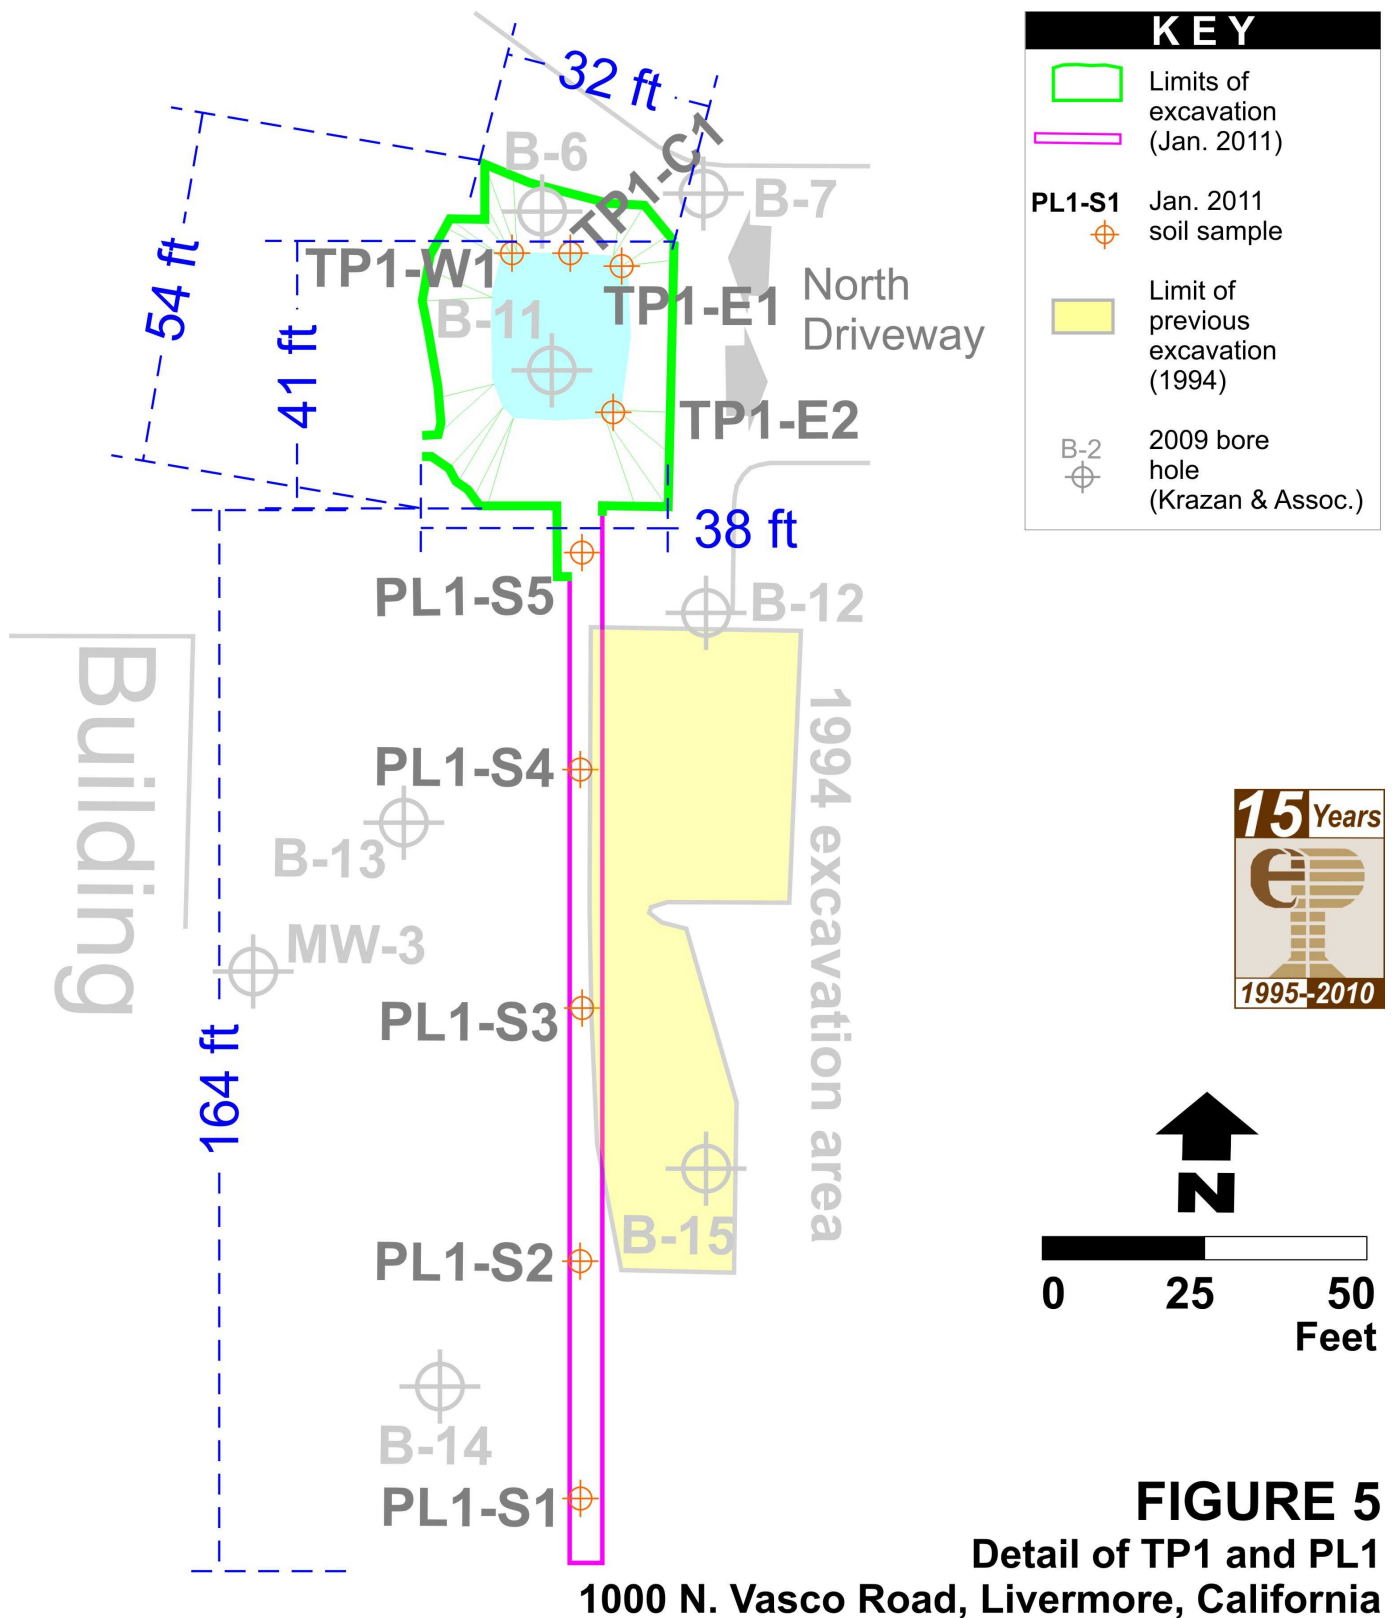 KEY
Limits of
excavation
(Jan. 2011)
PL1-S1
Jan. 2011
soil sample
Limit of
previous
excavation
(1994)
B-2
2009 bore
hole
(Krazan & Assoc.)
32 ft
TP1-C1
B-6
B-7
54 ft
TP1-W1
41 ft
B-11
TP1-E1
North
Driveway
TP1-E2
38 ft
PL1-S5
B-12
Building
PL1-S4
B-13
1994 excavation area
MW-3
PL1-S3
164 ft
B-15
PL1-S2
B-14
PL1-S1
15 Years
ep
1995--2010
N
0 25 50
Feet
FIGURE 5
Detail of TP1 and PL1
1000 N. Vasco Road, Livermore, California